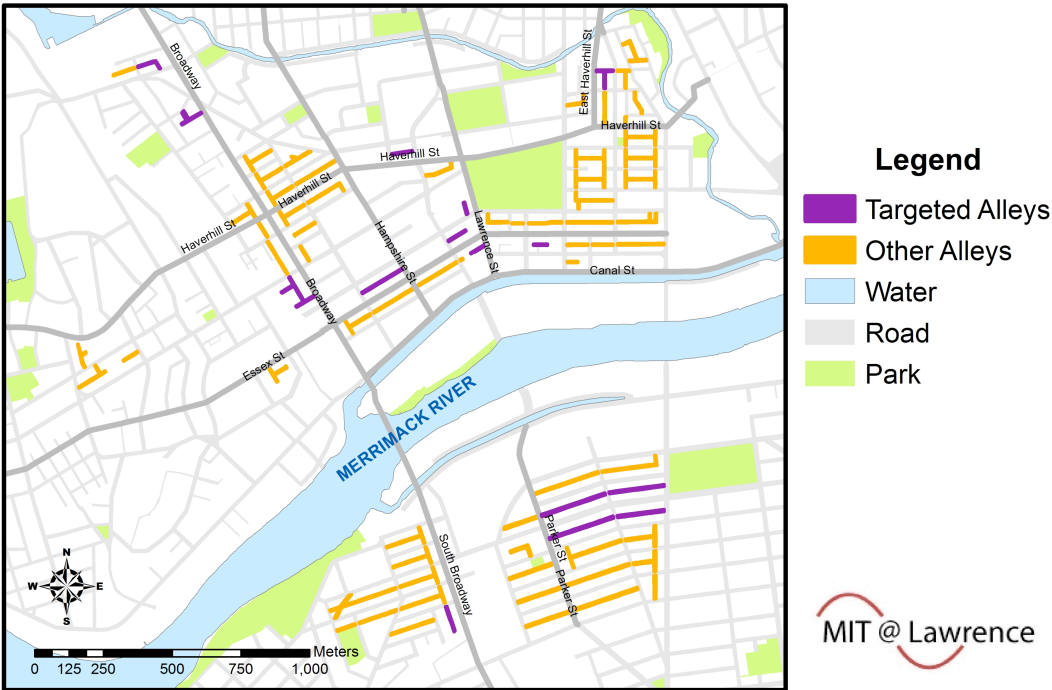 Broadway
East Haverhill St
Haverhill St
Haverhill St
Haverhill St
Haverhill St
Hampshire St
Lawrence St
Canal St
Broadway
Essex St
MERRIMACK RIVER
South Broadway
Parker St
Parker St
N
W E
S
Meters
0 125 250 500 750 1,000
Legend
Targeted Alleys
Other Alleys
Water
Road
Park
MIT @ Lawrence